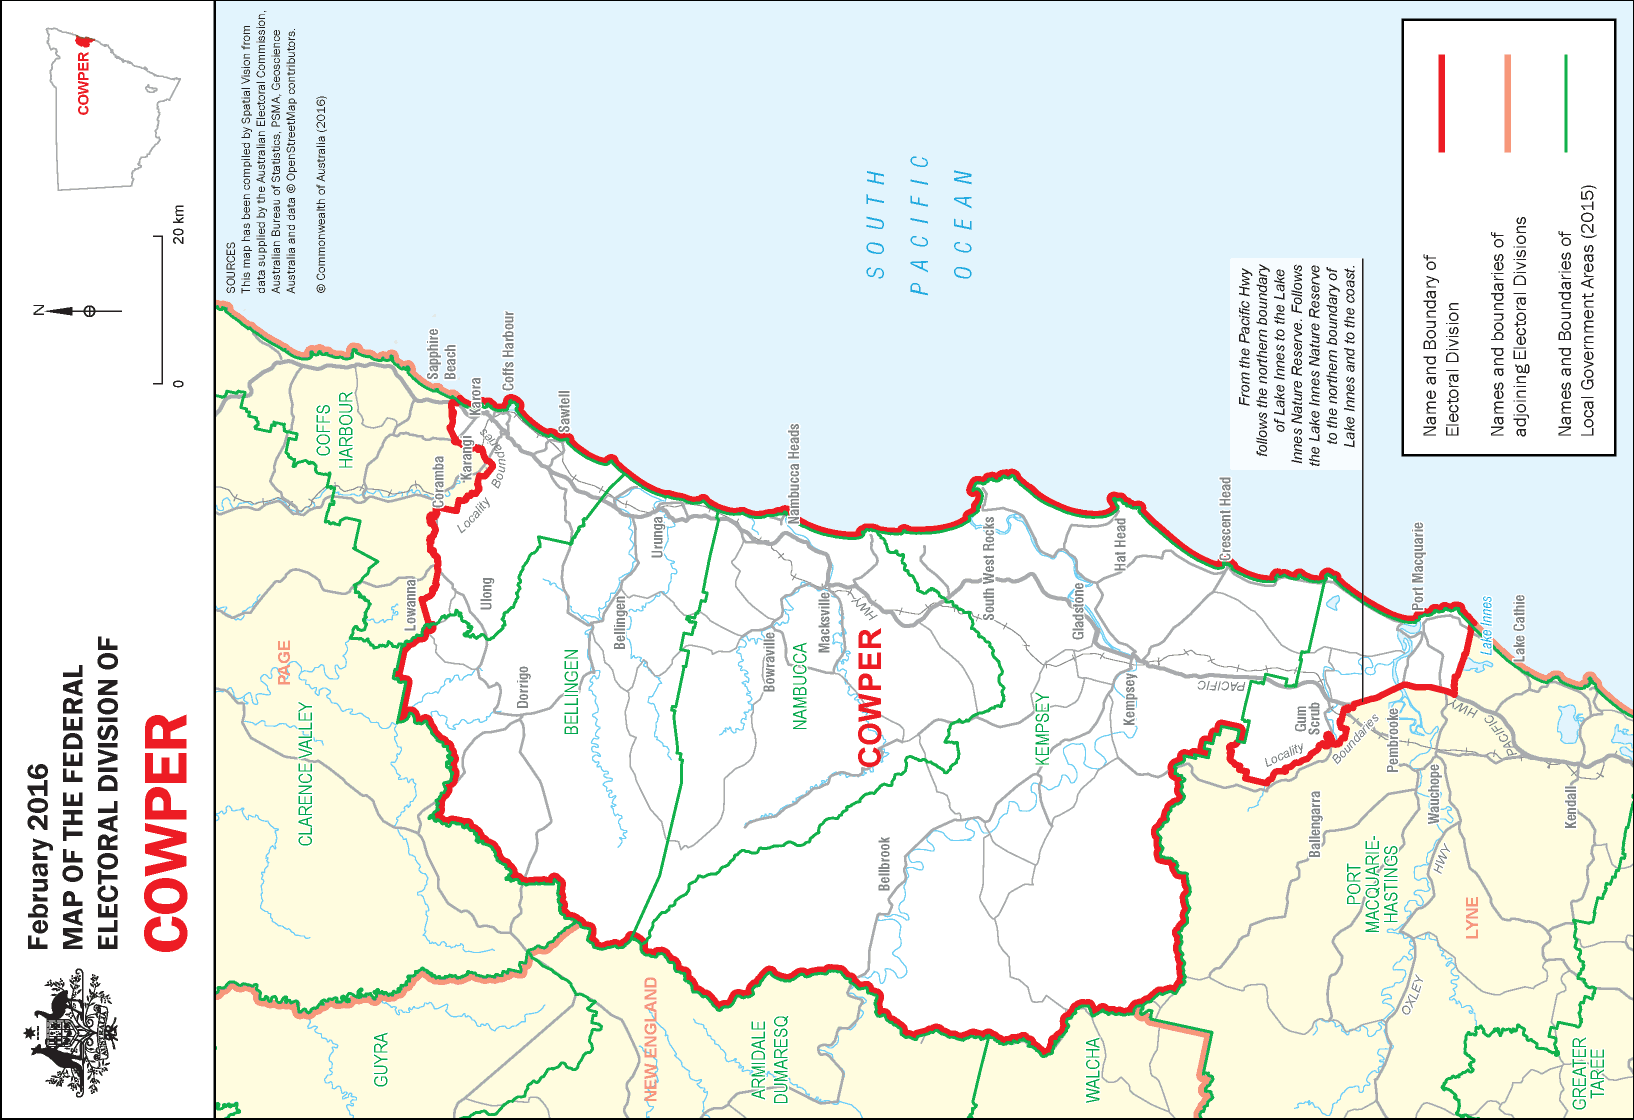 February 2016
MAP OF THE FEDERAL
ELECTORAL DIVISION OF
COWPER
N
0
20 km
COWPER
SOURCES
This map has been compiled by Spatial Vision from
data supplied by the Australian Electoral Commission,
Australian Bureau of Statistics, PSMA, Geoscience
Australia and data © OpenStreetMap contributors.
© Commonwealth of Australia (2016)
COFFS
HARBOUR
Sapphire
Beach
Korora
Coffs Harbour
Karangi
Coramba
Locality
Boundaries
Sawtell
PAGE
CLARENCE VALLEY
Lowanna
Ulong
Dorrigo
BELLINGEN
Bellingen
Urunga
Nambucca Heads
Bowraville
NAMBUCCA
Macksville
HWY
COWPER
South West Rocks
Gladstone
Hat Head
Crescent Head
KEMPSEY
Kempsey
PACIFIC
Bellbrook
SOUTH
PACIFIC
OCEAN
From the Pacific Hwy
follows the northern boundary
of Lake Innes to the Lake
Innes Nature Reserve. Follows
the Lake Innes Nature Reserve
to the northern boundary of
Lake Innes and to the coast.
Gum
Scrub
Locality
Boundaries
Pembrooke
Port Macquarie
Lake Innes
Lake Cathie
HWY
PACIFIC
Wauchope
Ballengarra
Kendall
PORT
MACQUARIE-
HASTINGS
HWY
OXLEY
LYNE
GUYRA
NEW ENGLAND
ARMIDALE
DUMARESQ
WALCHA
GREATER
TAREE
Name and Boundary of
Electoral Division
Names and boundaries of
adjoining Electoral Divisions
Names and Boundaries of
Local Government Areas (2015)